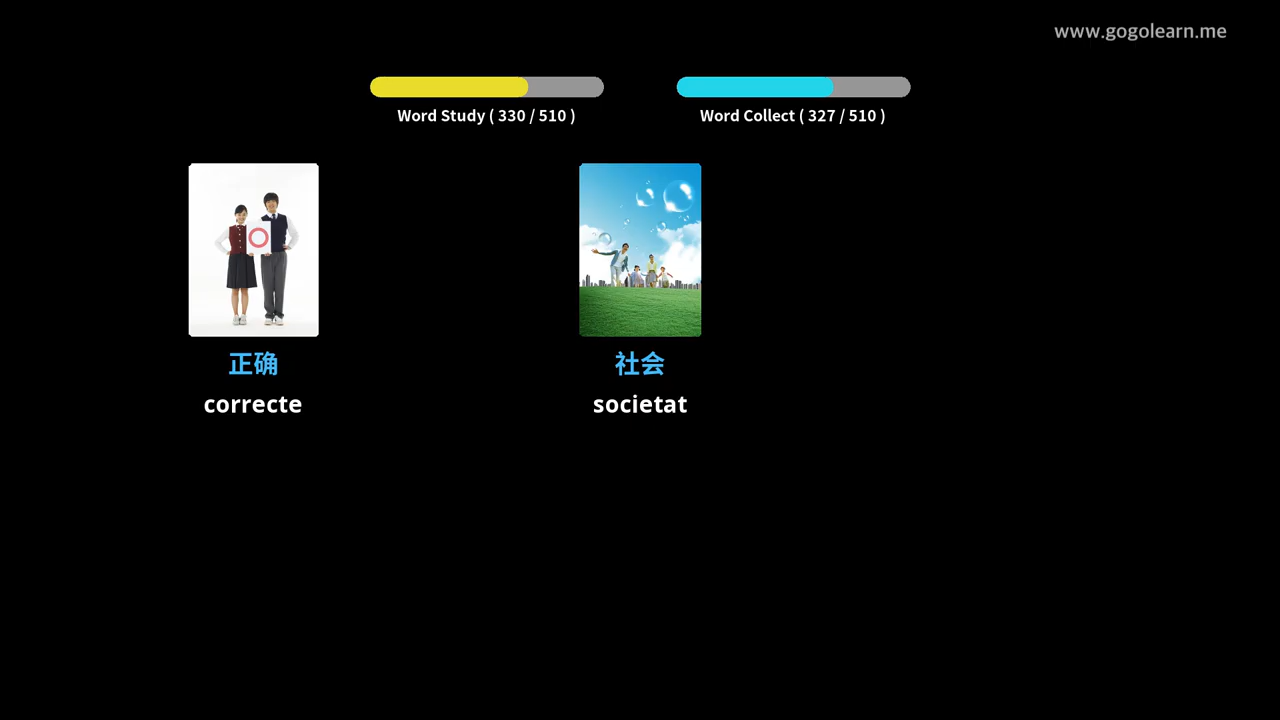 www.gogolearn.me
Word Study ( 330 / 510 )
Word Collect ( 327 / 510 )
正确
correcte
社会
societat